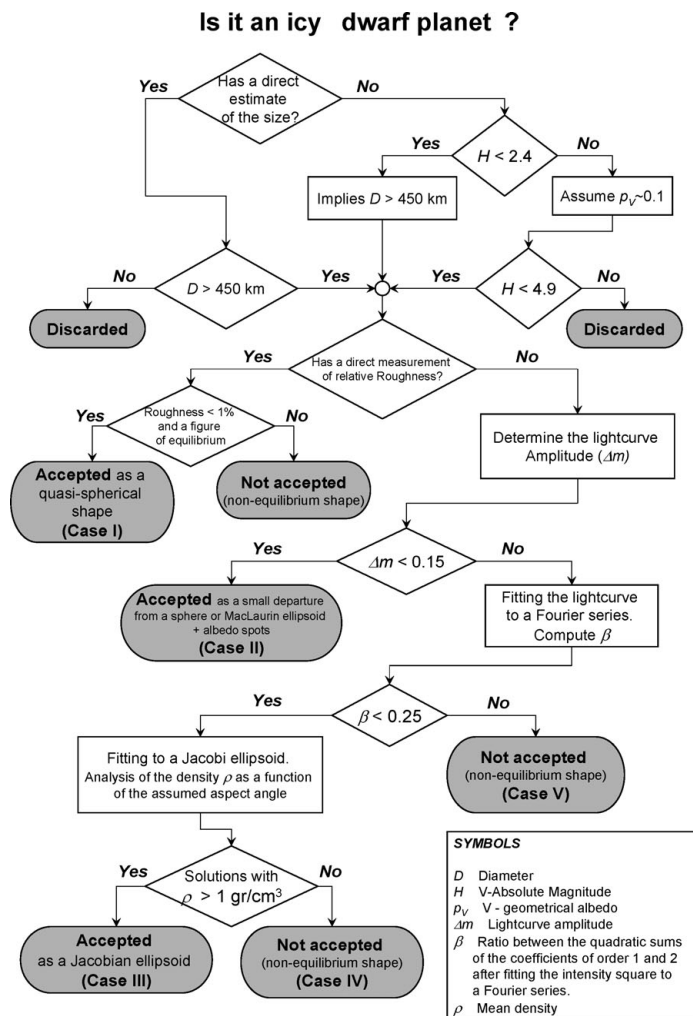 Is it an icy dwarf planet ?
Has a direct
estimate
of the size?
Yes
No
H < 2.4
Yes
No
Implies D > 450 km
Assume pV~0.1
D > 450 km
No
Yes
H < 4.9
Yes
No
Discarded
Discarded
Has a direct measurement
of relative Roughness?
Yes
No
Roughness < 1%
and a figure
of equilibrium
Yes
No
Accepted as a
quasi-spherical
shape
(Case I)
Not accepted
(non-equilibrium shape)
Determine the lightcurve
Amplitude (Δm)
Δm < 0.15
Yes
No
Accepted as a small departure
from a sphere or MacLaurin ellipsoid
+ albedo spots
(Case II)
Fitting the lightcurve
to a Fourier series.
Compute β
β < 0.25
Yes
No
Fitting to a Jacobi ellipsoid.
Analysis of the density ρ as a function
of the assumed aspect angle
Not accepted
(non-equilibrium shape)
(Case V)
Solutions with
ρ > 1 gr/cm³
Yes
No
Accepted
as a Jacobian ellipsoid
(Case III)
Not accepted
(non-equilibrium shape)
(Case IV)
SYMBOLS
D Diameter
H V-Absolute Magnitude
pV V - geometrical albedo
Δm Lightcurve amplitude
β Ratio between the quadratic sums
of the coefficients of order 1 and 2
after fitting the intensity square to
a Fourier series.
ρ Mean density